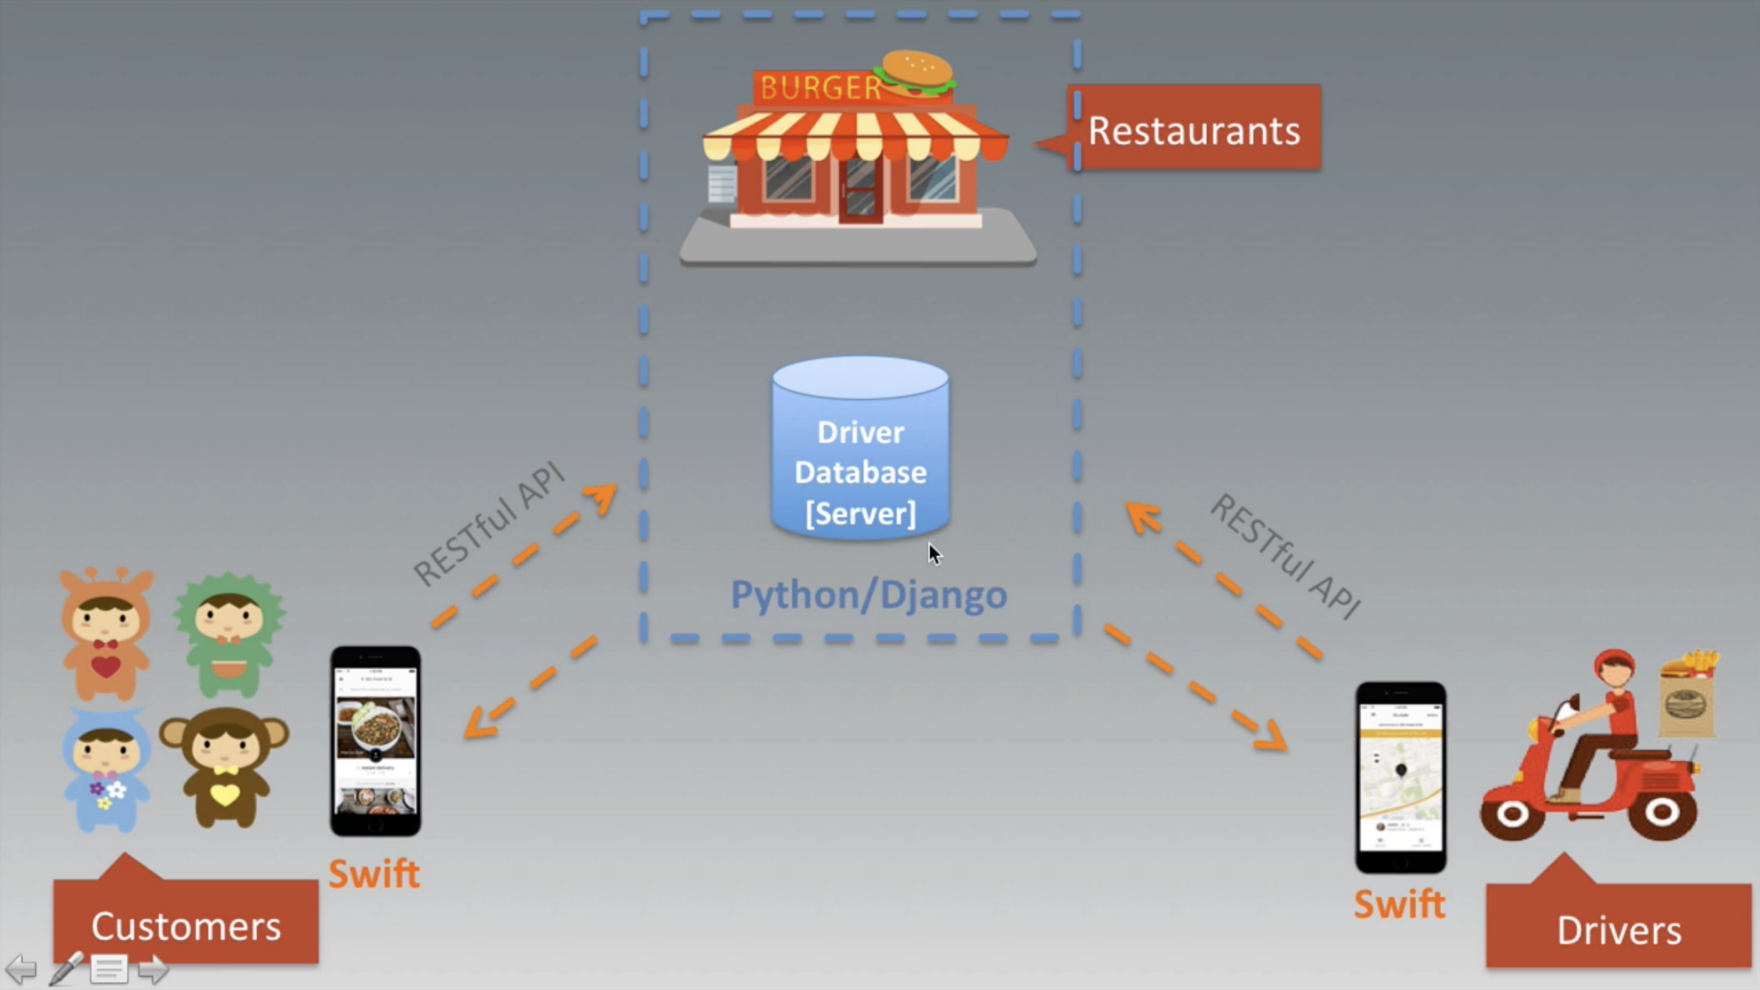 BURGER
Restaurants
Driver
Database
[Server]
Python/Django
RESTful API
RESTful API
Swift
Customers
Swift
Drivers